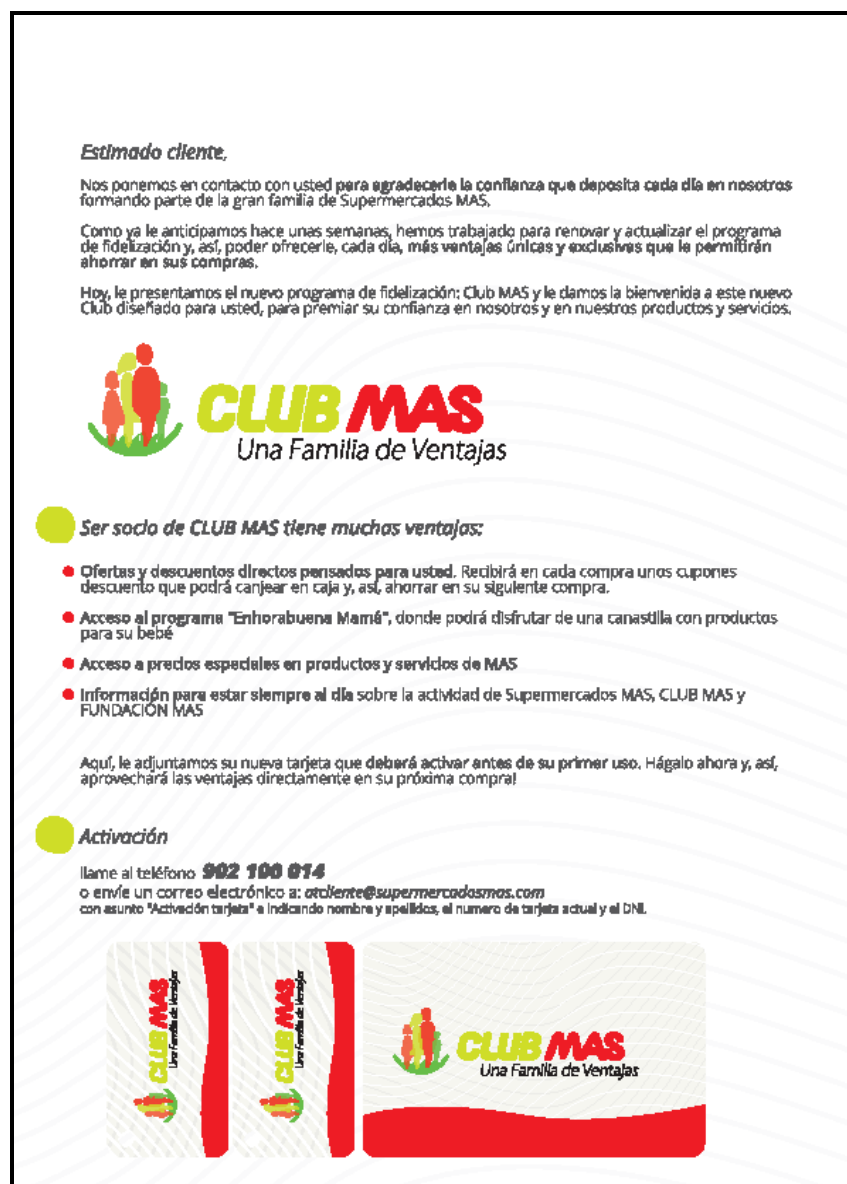 Estimado cliente,
Nos ponemos en contacto con usted para agradecerle la confianza que deposita cada día en nosotros
formando parte de la gran familia de Supermercados MAS.
Como ya le anticipamos hace unas semanas, hemos trabajado para renovar y actualizar el programa
de fidelización y, así, poder ofrecerle, cada día, más ventajas únicas y exclusivas que le permitirán
ahorrar en sus compras.
Hoy, le presentamos el nuevo programa de fidelización: Club MAS y le damos la bienvenida a este nuevo
Club diseñado para usted, para premiar su confianza en nosotros y en nuestros productos y servicios.
CLUB MAS
Una Familia de Ventajas
Ser socio de CLUB MAS tiene muchas ventajas:
Ofertas y descuentos directos pensados para usted. Recibirá en cada compra unos cupones
descuento que podrá canjear en caja y, así, ahorrar en su siguiente compra.
Acceso al programa "Enhorabuena Mamá", donde podrá disfrutar de una canastilla con productos
para su bebé
Acceso a precios especiales en productos y servicios de MAS
Información para estar siempre al día sobre la actividad de Supermercados MAS, CLUB MAS y
FUNDACIÓN MAS
Aquí, le adjuntamos su nueva tarjeta que deberá activar antes de su primer uso. Hágalo ahora y, así,
aprovechará las ventajas directamente en su próxima compra!
Activación
llame al teléfono 902 100 014
o envíe un correo electrónico a: atcliente@supermercadosmas.com
con asunto "Activación tarjeta" e indicando nombre y apellidos, el numero de tarjeta actual y el DNI.
CLUB MAS
Una Familia de Ventajas
CLUB MAS
Una Familia de Ventajas
CLUB MAS
Una Familia de Ventajas